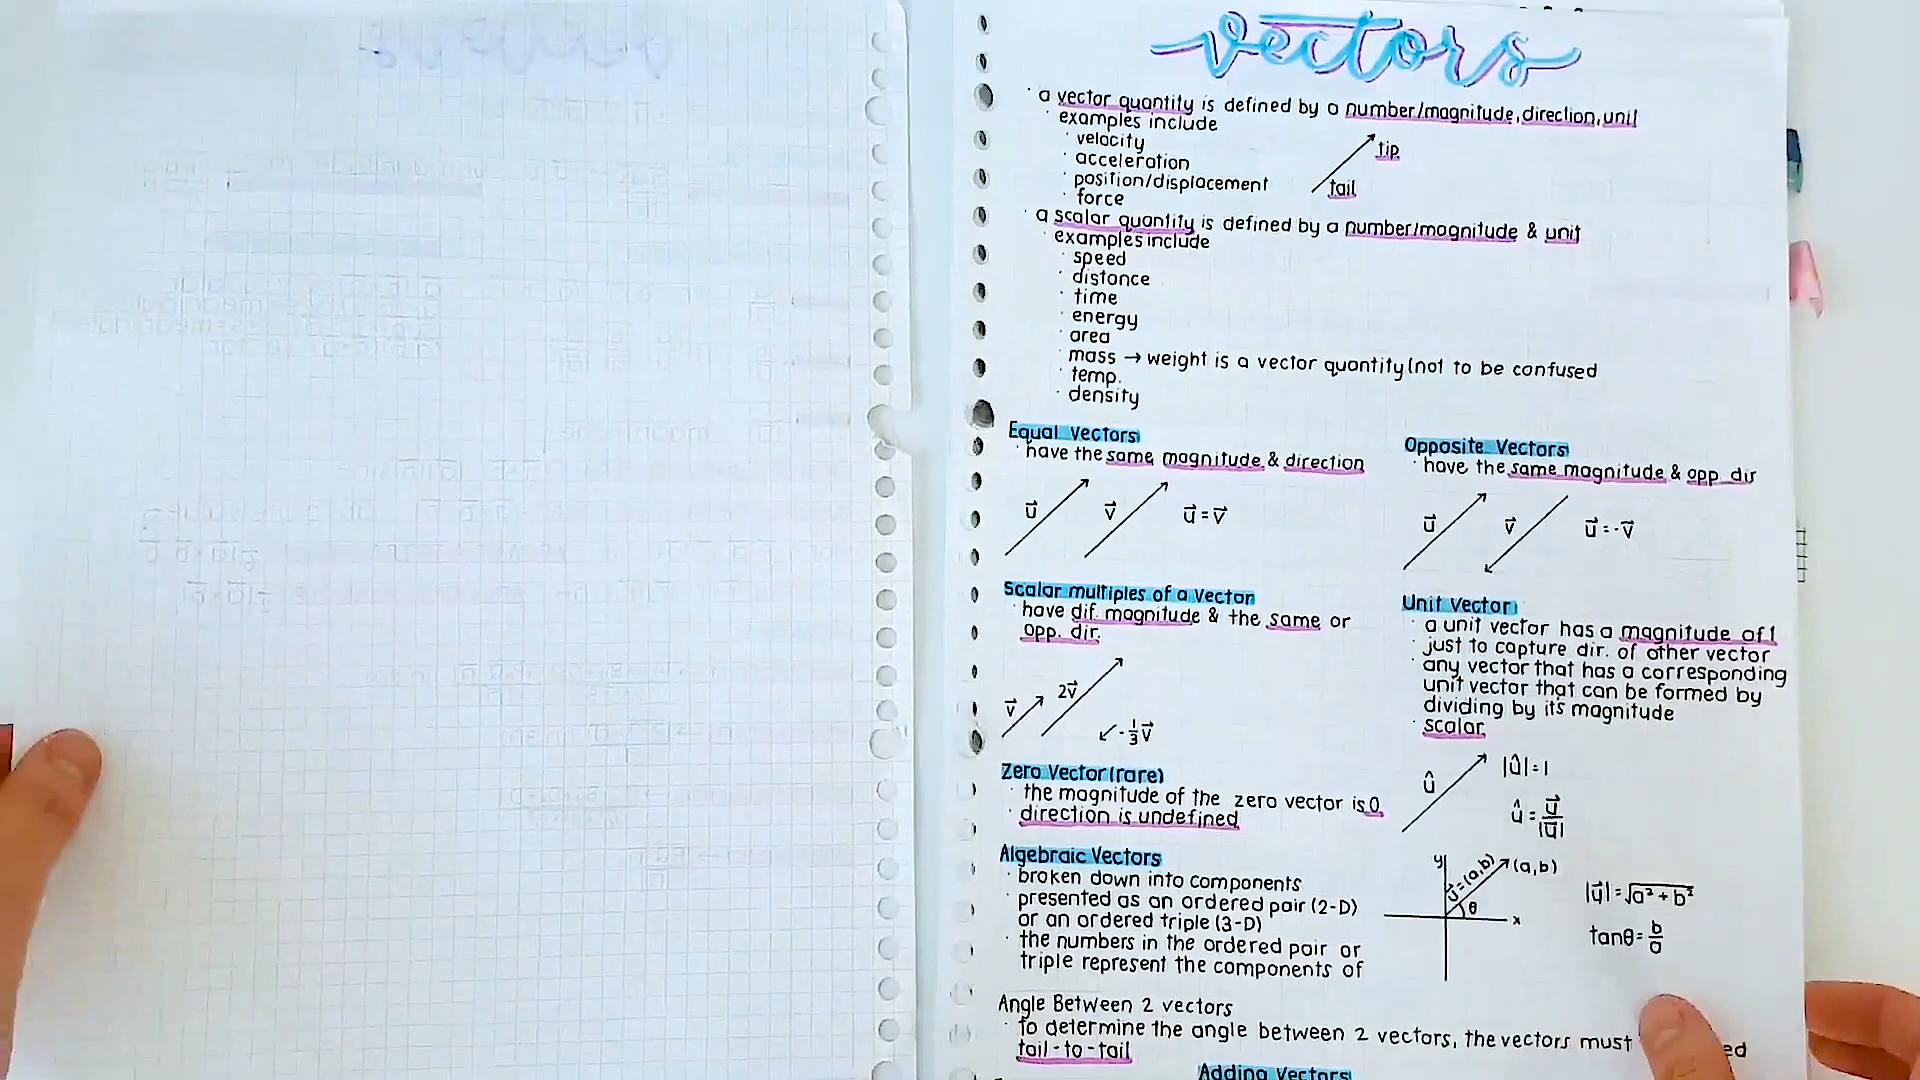 vectors
· a vector quantity is defined by a number/magnitude, direction, unit
· examples include
· velocity
· acceleration
· position/displacement
· force
tip
tail
· a scalar quantity is defined by a number/magnitude & unit
· examples include
· speed
· distance
· time
· energy
· area
· mass → weight is a vector quantity (not to be confused
· temp.
· density
Equal Vectors
· have the same magnitude & direction
u⃗ v⃗ u⃗ = v⃗
Opposite Vectors
· have the same magnitude & opp. dir
u⃗ v⃗ u⃗ = -v⃗
Scalar multiples of a vector
· have dif. magnitude & the same or
opp. dir.
v⃗ 2v⃗ -1/3 v⃗
Unit Vector
· a unit vector has a magnitude of 1
· just to capture dir. of other vector
· any vector that has a corresponding
unit vector that can be formed by
dividing by its magnitude
· scalar
û |û| = 1
û = u⃗/|u⃗|
Zero Vector (rare)
· the magnitude of the zero vector is 0
· direction is undefined
Algebraic Vectors
· broken down into components
· presented as an ordered pair (2-D)
or an ordered triple (3-D)
· the numbers in the ordered pair or
triple represent the components of
y u⃗=(a,b) (a,b)
θ x
|u⃗| = √a² + b²
tanθ = b/a
Angle Between 2 vectors
· to determine the angle between 2 vectors, the vectors must
tail-to-tail
Adding Vectors